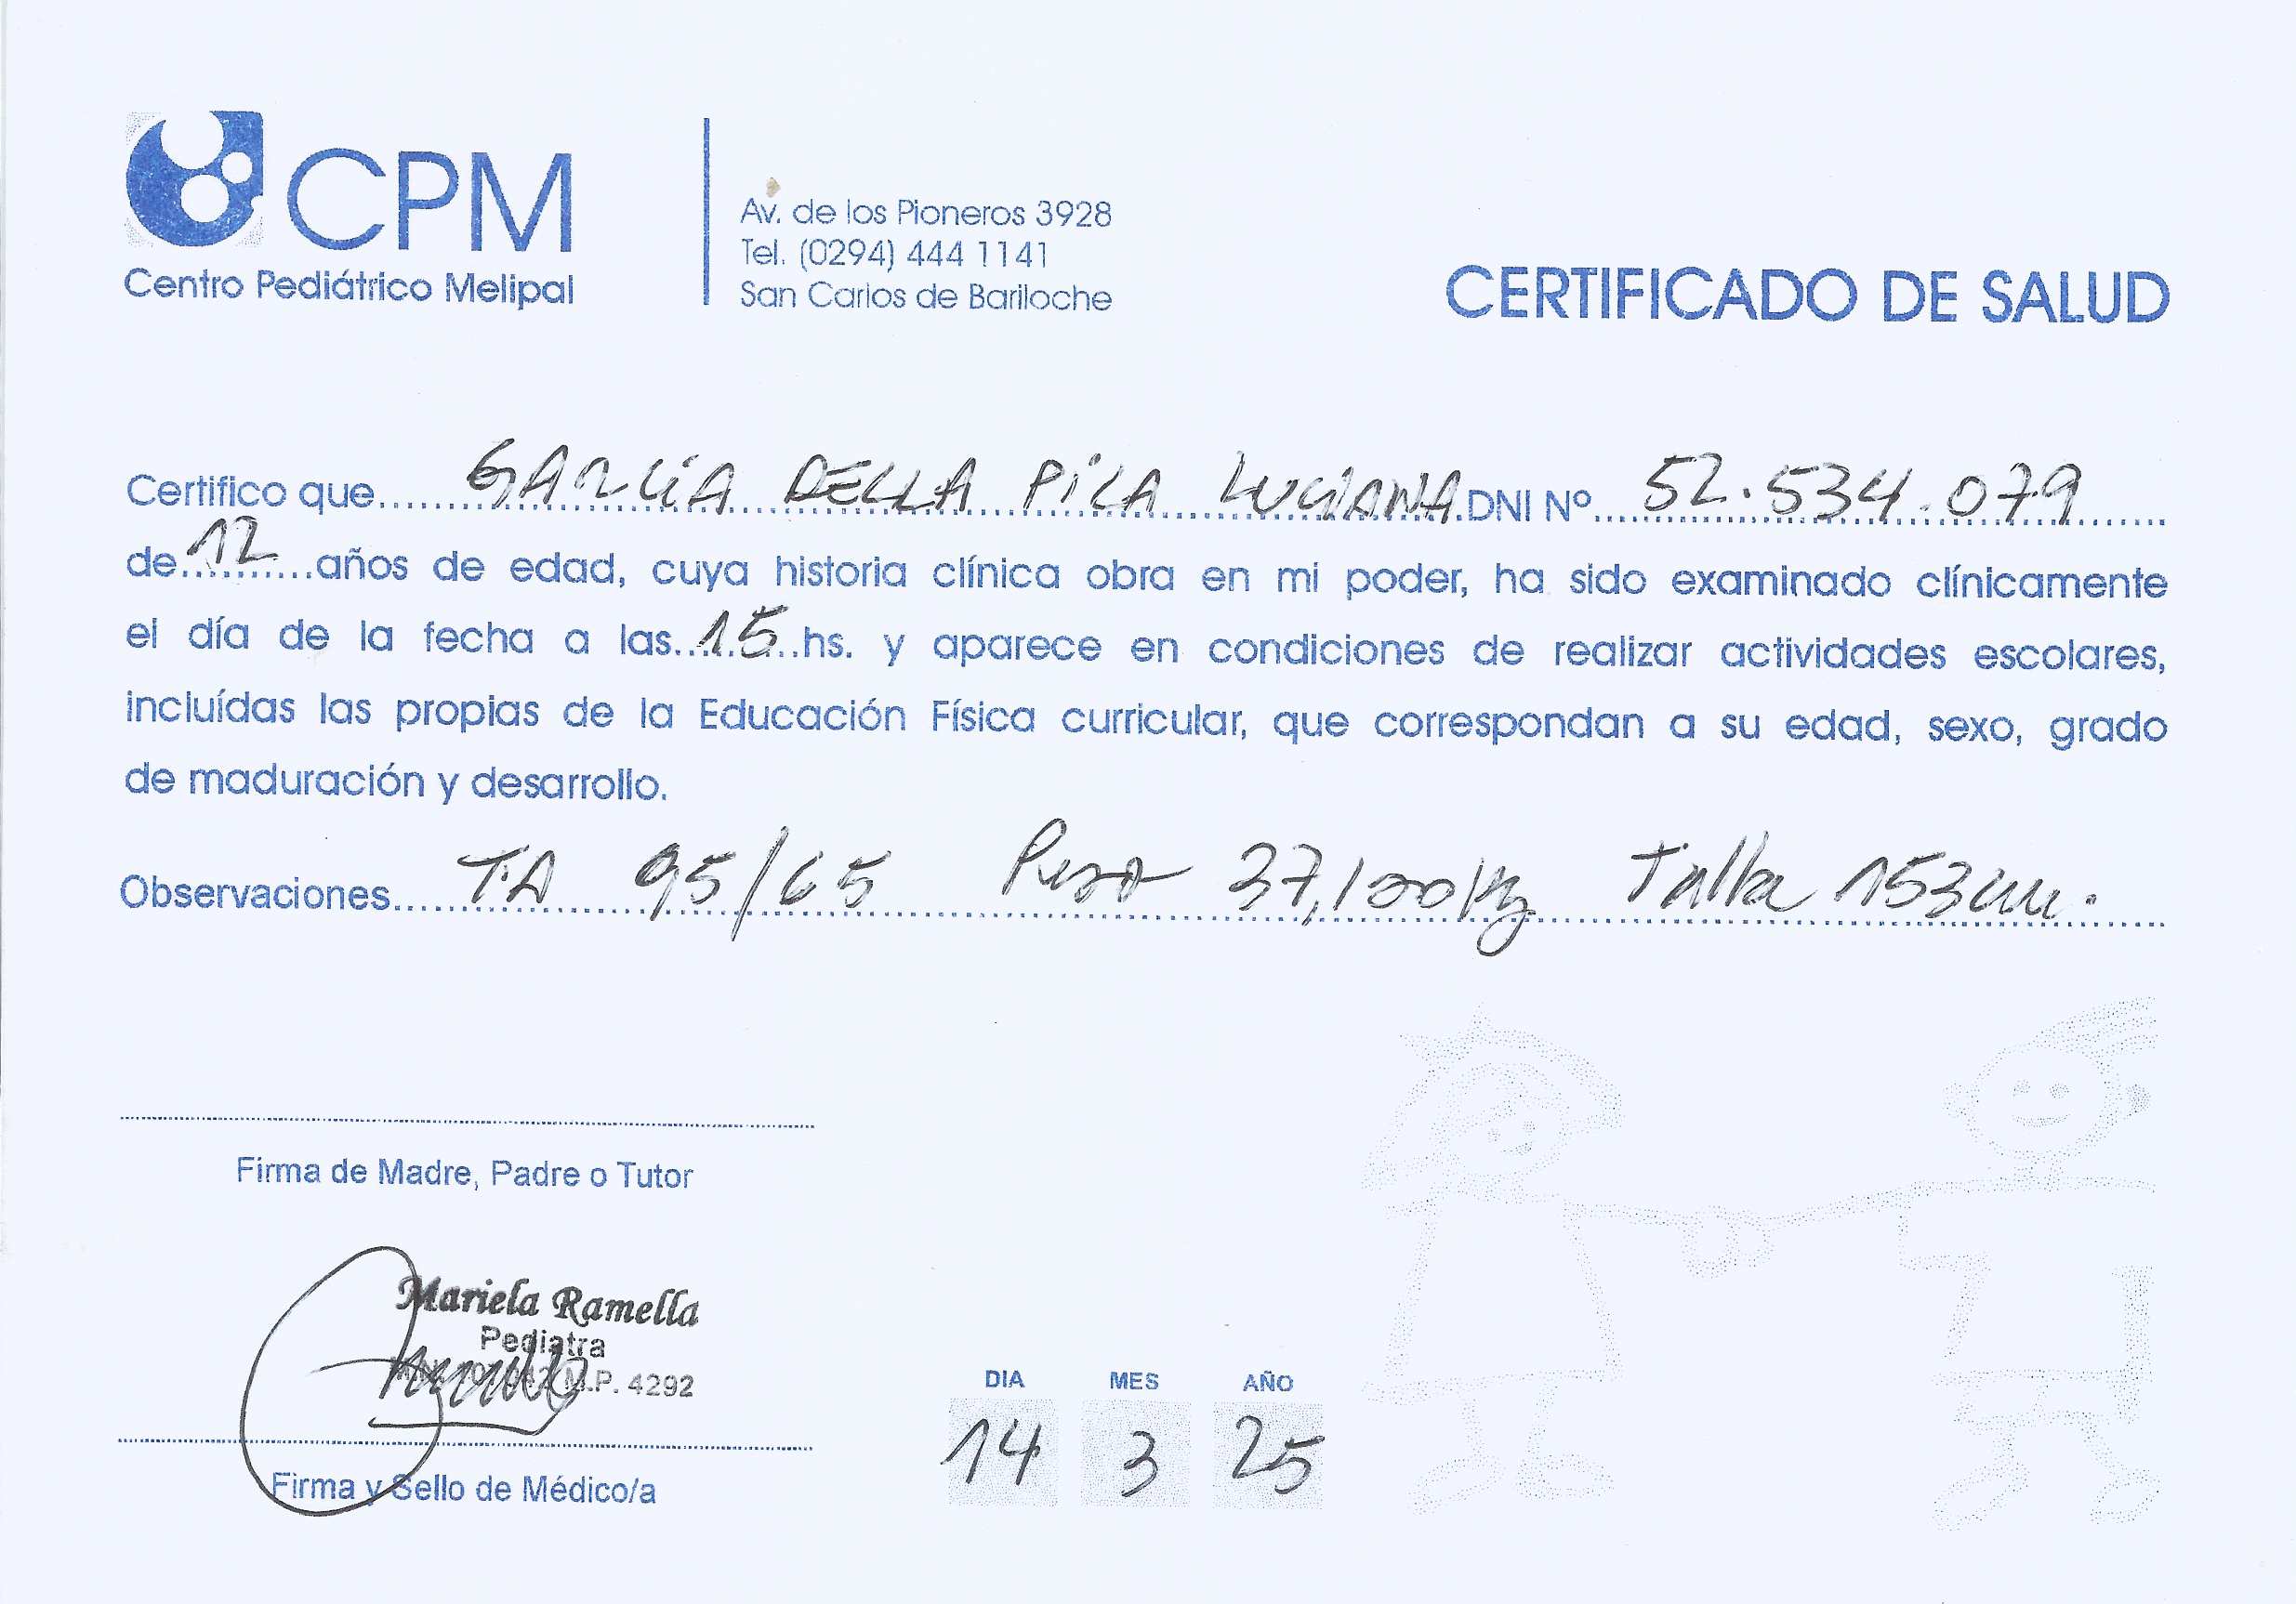 CPM
Centro Pediátrico Melipal
Av. de los Pioneros 3928
Tel. (0294) 444 1141
San Carlos de Bariloche
CERTIFICADO DE SALUD
Certifico que......GARCÍA DELLA PILA LUCIANA.DNI Nº...52.534.079......
de.12...años de edad, cuya historia clínica obra en mi poder, ha sido examinado clínicamente
el día de la fecha a las..15..hs. y aparece en condiciones de realizar actividades escolares,
incluídas las propias de la Educación Física curricular, que correspondan a su edad, sexo, grado
de maduración y desarrollo.
Observaciones....TA 95/65 Peso 37,100kg Talla 153cm.
Firma de Madre, Padre o Tutor
Mariela Ramella
Pediatra
M.P. 4292
Firma y Sello de Médico/a
DIA MES AÑO
14 3 25